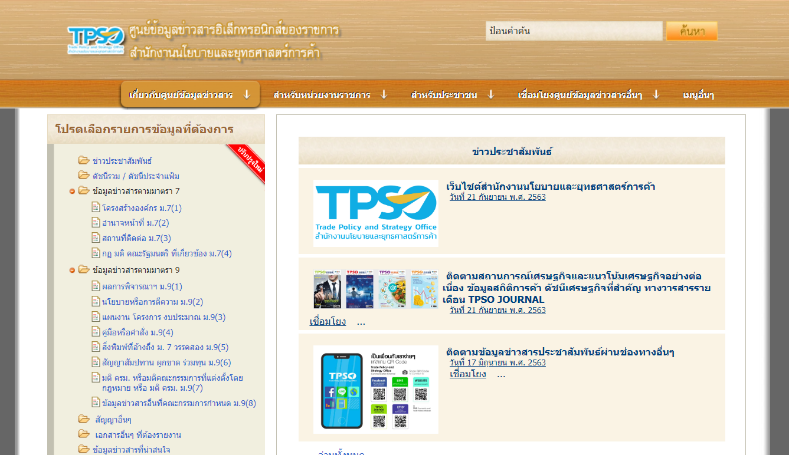 TPSO
Trade Policy and Strategy Office
ศูนย์ข้อมูลข่าวสารอิเล็กทรอนิกส์ของราชการ
สำนักงานนโยบายและยุทธศาสตร์การค้า
ป้อนคำค้น
ค้นหา
เกี่ยวกับศูนย์ข้อมูลข่าวสาร
สำหรับหน่วยงานราชการ
สำหรับประชาชน
เชื่อมโยงศูนย์ข้อมูลข่าวสารอื่นๆ
เมนูอื่นๆ
โปรดเลือกรายการข้อมูลที่ต้องการ
ปรับปรุงใหม่
ข่าวประชาสัมพันธ์
ดัชนีรวม / ดัชนีประจำแฟ้ม
ข้อมูลข่าวสารตามมาตรา 7
โครงสร้างองค์กร ม.7(1)
อำนาจหน้าที่ ม.7(2)
สถานที่ติดต่อ ม.7(3)
กฎ มติ คณะรัฐมนตรี ที่เกี่ยวข้อง ม.7(4)
ข้อมูลข่าวสารตามมาตรา 9
ผลการพิจารณาฯ ม.9(1)
นโยบายหรือการตีความ ม.9(2)
แผนงาน โครงการ งบประมาณ ม.9(3)
คู่มือหรือคำสั่ง ม.9(4)
สิ่งพิมพ์ที่อ้างถึง ม. 7 วรรคสอง ม.9(5)
สัญญาสัมปทาน ผูกขาด ร่วมทุน ม.9(6)
มติ ครม. หรือมติคณะกรรมการที่แต่งตั้งโดย
กฎหมาย หรือ มติ ครม. ม.9(7)
ข้อมูลข่าวสารอื่นที่คณะกรรมการกำหนด ม.9(8)
สัญญาอื่นๆ
เอกสารอื่นๆ ที่ต้องรายงาน
ข้อมูลข่าวสารที่น่าสนใจ
ข่าวประชาสัมพันธ์
TPSO
Trade Policy and Strategy Office
สำนักงานนโยบายและยุทธศาสตร์การค้า
เว็บไซต์สำนักงานนโยบายและยุทธศาสตร์การค้า
วันที่ 21 กันยายน พ.ศ. 2563
ติดตามสถานการณ์เศรษฐกิจและแนวโน้มเศรษฐกิจอย่างต่อ
เนื่อง ข้อมูลสถิติการค้า ดัชนีเศรษฐกิจที่สำคัญ ทางวารสารราย
เดือน TPSO JOURNAL
วันที่ 21 กันยายน พ.ศ. 2563
เชื่อมโยง ...
TPSO
ติดตามข้อมูลข่าวสารประชาสัมพันธ์ผ่านช่องทางอื่นๆ
วันที่ 17 มิถุนายน พ.ศ. 2563
เชื่อมโยง ...